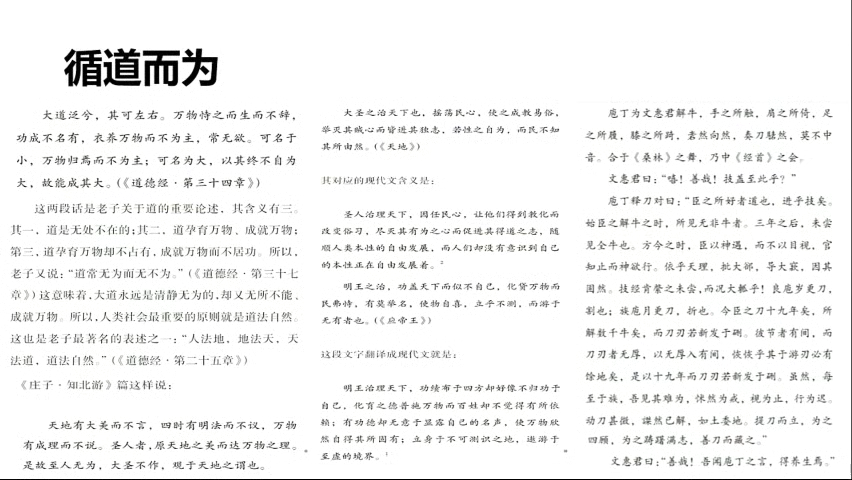 循道而为
大道泛兮，其可左右。万物恃之而生而不辞，
功成不名有，衣养万物而不为主，常无欲。可名于
小，万物归焉而不为主；可名为大，以其终不自为
大，故能成其大。（《道德经·第三十四章》）
这两段话是老子关于道的重要论述，其含义有三。
其一，道是无处不在的；其二，道孕育万物、成就万物；
第三，道孕育万物却不占有，成就万物而不居功。所以，
老子又说：“道常无为而无不为。”（《道德经·第三十七
章》）这意味着，大道永远是清静无为的，却又无所不能、
成就万物。所以，人类社会最重要的原则就是道法自然。
这也是老子最著名的表述之一：“人法地，地法天，天
法道，道法自然。”（《道德经·第二十五章》）
《庄子·知北游》篇这样说：
天地有大美而不言，四时有明法而不议，万物
有成理而不说。圣人者，原天地之美而达万物之理。
是故至人无为，大圣不作，观于天地之谓也。
大圣之治天下也，摇荡民心，使之成教易俗，
举灭其贼心而皆进其独志，若性之自为，而民不知
其所由然。（《天地》）
其对应的现代文含义是：
圣人治理天下，因任民心，让他们得到教化而
改变俗习，尽灭其有为之心而促进其得道之志，随
顺人类本性的自由发展，而人们却没有意识到自己
的本性正在自由发展着。²
明王之治，功盖天下而似不自己，化贷万物而
民弗恃，有莫举名，使物自喜，立乎不测，而游于
无有者也。（《应帝王》）
这段文字翻译成现代文就是：
明王治理天下，功绩布于四方却好像不归功于
自己，化育之德普施万物而百姓却不觉得有所依
赖；有功德却无意于显露自己的名声，使万物欣
然自得其所固有；立身于不可测识之地，遨游于
至虚的境界。
庖丁为文惠君解牛，手之所触，肩之所倚，足
之所履，膝之所踦，砉然向然，奏刀騞然，莫不中
音。合于《桑林》之舞，乃中《经首》之会。
文惠君曰：“嘻！善哉！技盖至此乎？”
庖丁释刀对曰：“臣之所好者道也，进乎技矣。
始臣之解牛之时，所见无非牛者。三年之后，未尝
见全牛也。方今之时，臣以神遇，而不以目视，官
知止而神欲行。依乎天理，批大郤，导大窾，因其
固然。技经肯綮之未尝，而况大軱乎！良庖岁更刀，
割也；族庖月更刀，折也。今臣之刀十九年矣，所
解数千牛矣，而刀刃若新发于硎。彼节者有间，而
刀刃者无厚，以无厚入有间，恢恢乎其于游刃必有
馀地矣，是以十九年而刀刃若新发于硎。虽然，每
至于族，吾见其难为，怵然为戒，视为止，行为迟。
动刀甚微，謋然已解，如土委地。提刀而立，为之
四顾，为之踌躇满志，善刀而藏之。”
文惠君曰：“善哉！吾闻庖丁之言，得养生焉。”